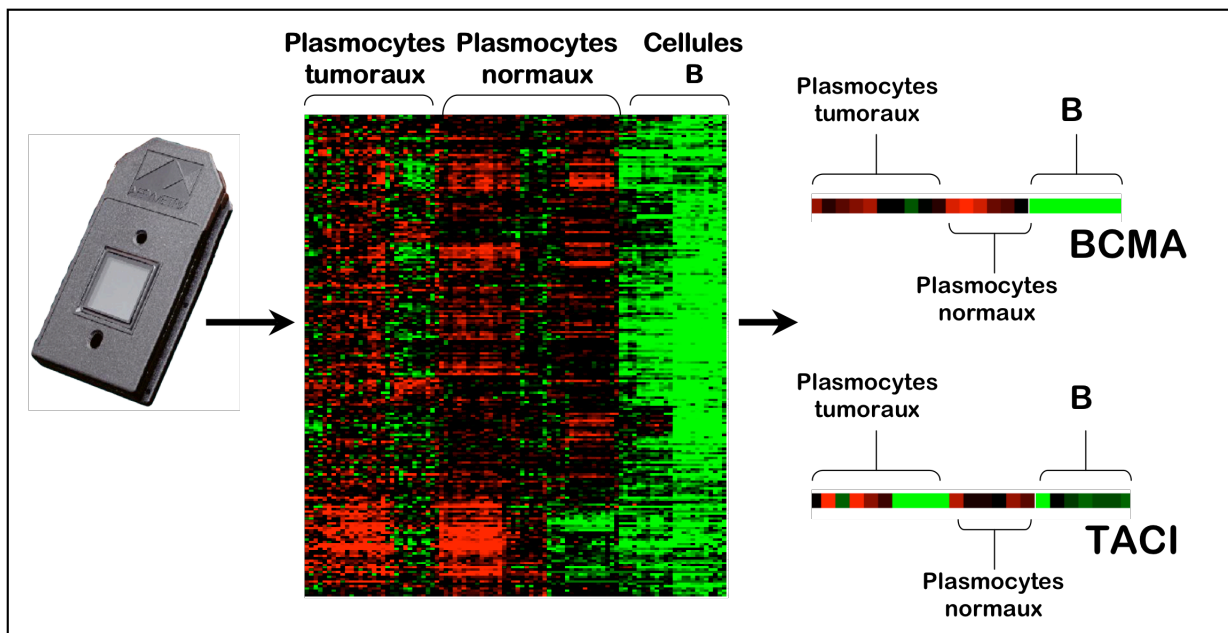 Plasmocytes
tumoraux
Plasmocytes
normaux
Cellules
B
Plasmocytes
tumoraux
B
BCMA
Plasmocytes
normaux
Plasmocytes
tumoraux
B
TACI
Plasmocytes
normaux